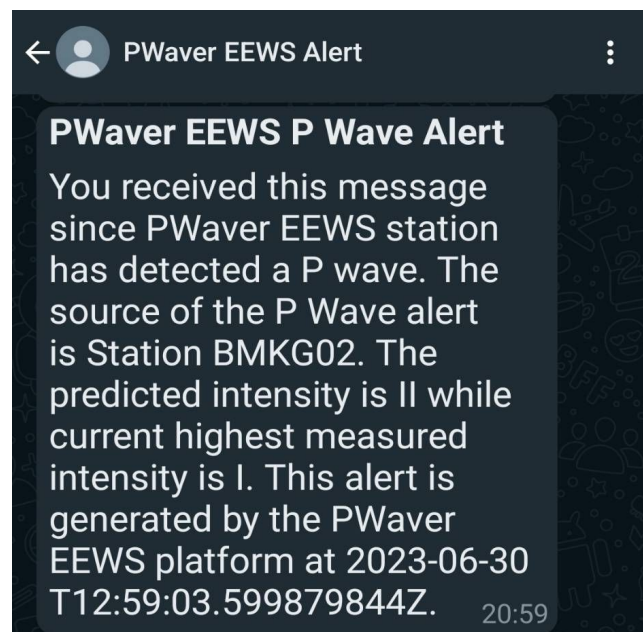 PWaver EEWS Alert
PWaver EEWS P Wave Alert
You received this message
since PWaver EEWS station
has detected a P wave. The
source of the P Wave alert
is Station BMKG02. The
predicted intensity is II while
current highest measured
intensity is I. This alert is
generated by the PWaver
EEWS platform at 2023-06-30
T12:59:03.599879844Z.
20:59